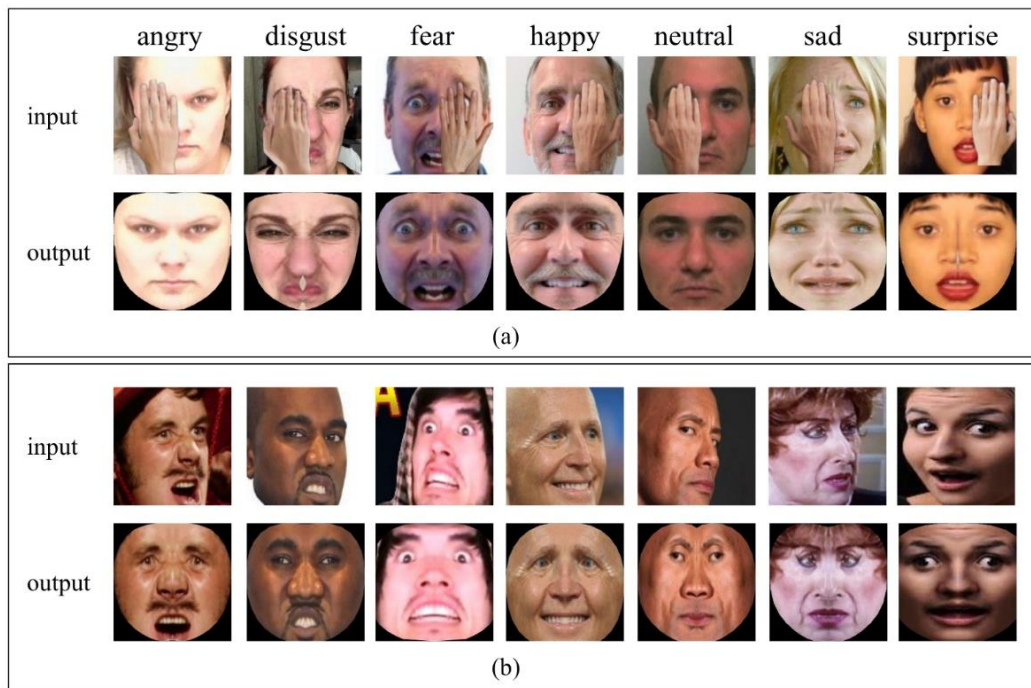 angry disgust fear happy neutral sad surprise
input
output
(a)
A
input
output
(b)